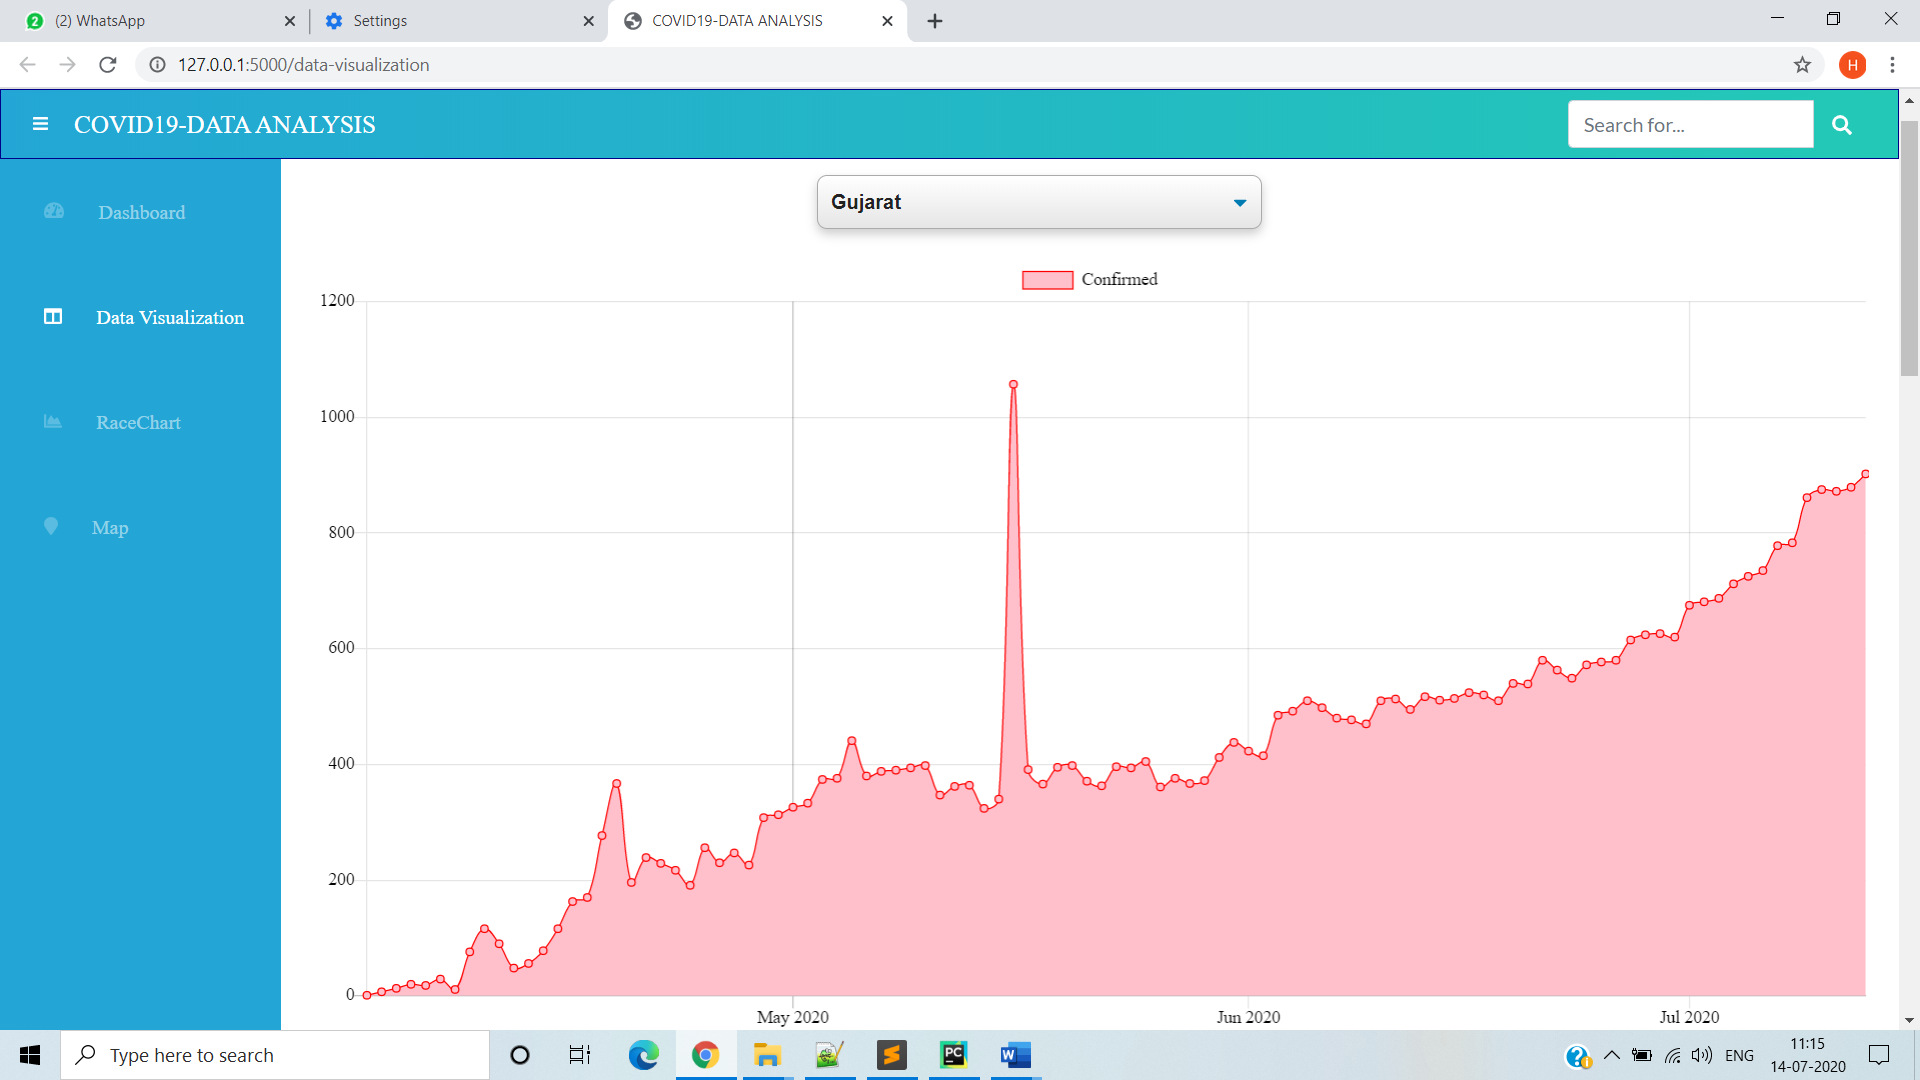 (2) WhatsApp
Settings
COVID19-DATA ANALYSIS
127.0.0.1:5000/data-visualization
H
COVID19-DATA ANALYSIS
Search for...
Dashboard
Data Visualization
RaceChart
Map
Gujarat
Confirmed
1200
1000
800
600
400
200
0
May 2020
Jun 2020
Jul 2020
Type here to search
PC
W
ENG
11:15
14-07-2020